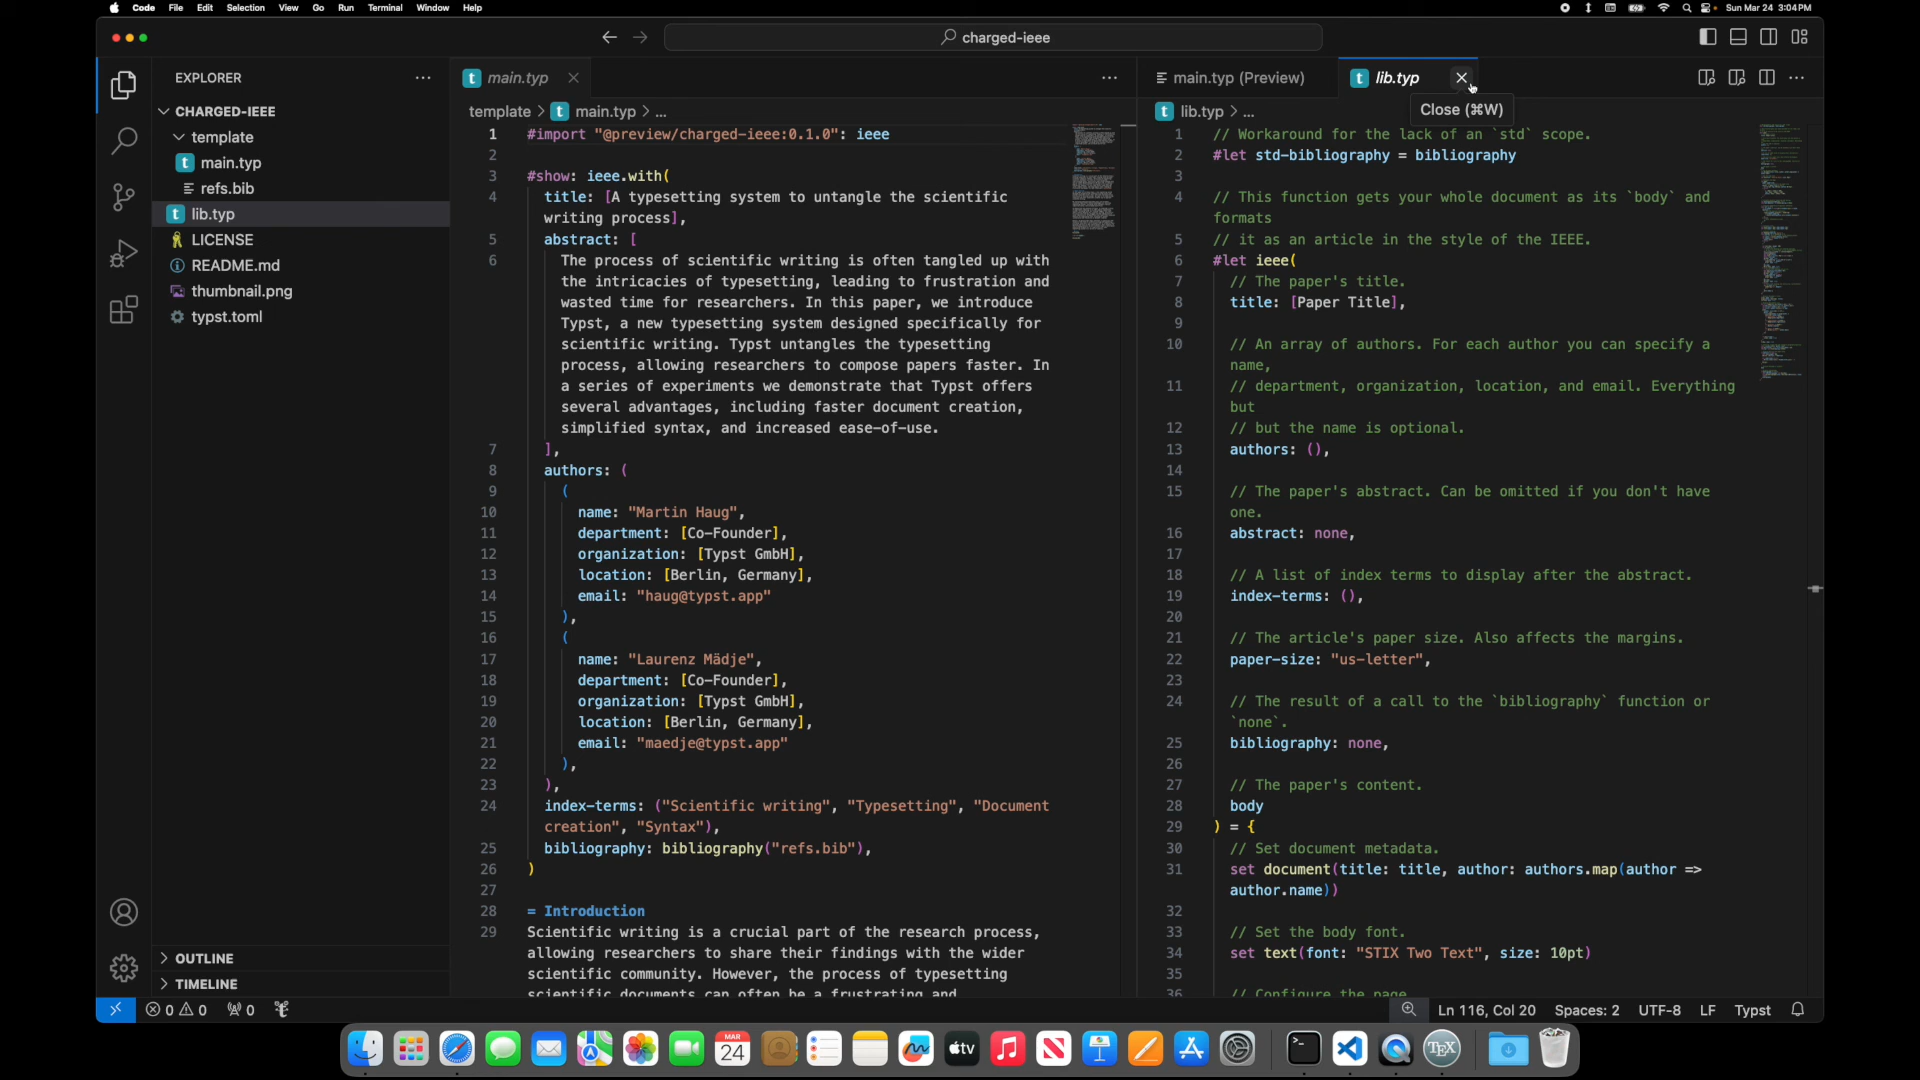 Code File Edit Selection View Go Run Terminal Window Help
Sun Mar 24 3:04 PM
charged-ieee
EXPLORER
CHARGED-IEEE
template
main.typ
refs.bib
lib.typ
LICENSE
README.md
thumbnail.png
typst.toml
OUTLINE
TIMELINE
main.typ
template > main.typ > ...
1 #import "@preview/charged-ieee:0.1.0": ieee
2
3 #show: ieee.with(
4 title: [A typesetting system to untangle the scientific
writing process],
5 abstract: [
6 The process of scientific writing is often tangled up with
the intricacies of typesetting, leading to frustration and
wasted time for researchers. In this paper, we introduce
Typst, a new typesetting system designed specifically for
scientific writing. Typst untangles the typesetting
process, allowing researchers to compose papers faster. In
a series of experiments we demonstrate that Typst offers
several advantages, including faster document creation,
simplified syntax, and increased ease-of-use.
7 ],
8 authors: (
9 (
10 name: "Martin Haug",
11 department: [Co-Founder],
12 organization: [Typst GmbH],
13 location: [Berlin, Germany],
14 email: "haug@typst.app"
15 ),
16 (
17 name: "Laurenz Mädje",
18 department: [Co-Founder],
19 organization: [Typst GmbH],
20 location: [Berlin, Germany],
21 email: "maedje@typst.app"
22 ),
23 ),
24 index-terms: ("Scientific writing", "Typesetting", "Document
creation", "Syntax"),
25 bibliography: bibliography("refs.bib"),
26 )
27
28 = Introduction
29 Scientific writing is a crucial part of the research process,
allowing researchers to share their findings with the wider
scientific community. However, the process of typesetting
scientific documents can often be a frustrating and
main.typ (Preview)
lib.typ
Close (⌘W)
lib.typ > ...
1 // Workaround for the lack of an `std` scope.
2 #let std-bibliography = bibliography
3
4 // This function gets your whole document as its `body` and
formats
5 // it as an article in the style of the IEEE.
6 #let ieee(
7 // The paper's title.
8 title: [Paper Title],
9
10 // An array of authors. For each author you can specify a
name,
11 // department, organization, location, and email. Everything
but
12 // but the name is optional.
13 authors: (),
14
15 // The paper's abstract. Can be omitted if you don't have
one.
16 abstract: none,
17
18 // A list of index terms to display after the abstract.
19 index-terms: (),
20
21 // The article's paper size. Also affects the margins.
22 paper-size: "us-letter",
23
24 // The result of a call to the `bibliography` function or
`none`.
25 bibliography: none,
26
27 // The paper's content.
28 body
29 ) = {
30 // Set document metadata.
31 set document(title: title, author: authors.map(author =>
author.name))
32
33 // Set the body font.
34 set text(font: "STIX Two Text", size: 10pt)
35
36 // Configure the page.
0 0 0
Ln 116, Col 20 Spaces: 2 UTF-8 LF Typst
MAR
24
tv
TEX